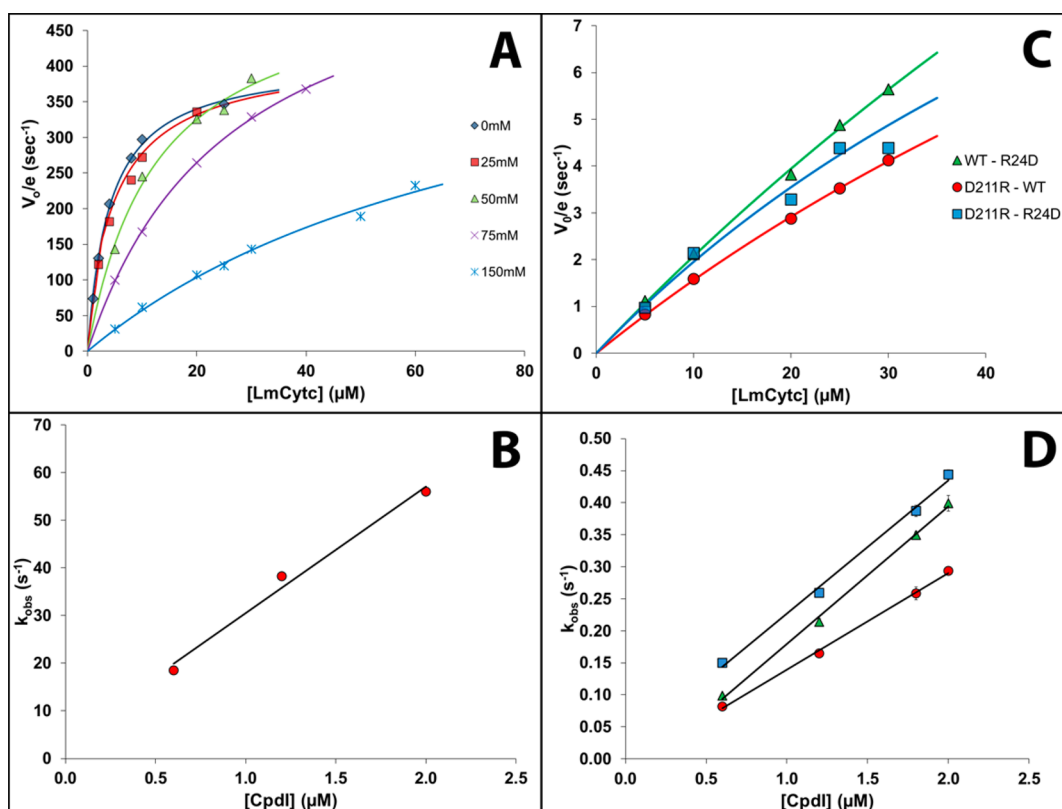 A
450
400
350
300
250
200
150
100
50
0
V₀/e (sec⁻¹)
0 20 40 60 80
[LmCytc] (µM)
0mM
25mM
50mM
75mM
150mM
C
7
6
5
4
3
2
1
0
V₀/e (sec⁻¹)
0 10 20 30 40
[LmCytc] (µM)
WT - R24D
D211R - WT
D211R - R24D
B
70
60
50
40
30
20
10
0
k_obs (s⁻¹)
0.0 0.5 1.0 1.5 2.0 2.5
[CpdI] (µM)
D
0.50
0.45
0.40
0.35
0.30
0.25
0.20
0.15
0.10
0.05
0.00
k_obs (s⁻¹)
0.0 0.5 1.0 1.5 2.0 2.5
[CpdI] (µM)